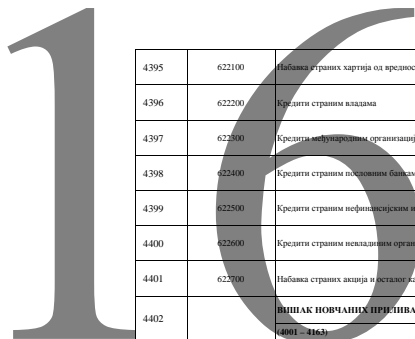 16
4395 622100 Набавка страних хартија од вреднос
4396 622200 Кредити страним владама
4397 622300 Кредити међународним организациј
4398 622400 Кредити страним пословним банкам
4399 622500 Кредити страним нефинансијским и
4400 622600 Кредити страним невладиним орган
4401 622700 Набавка страних акција и осталог ка
4402 ВИШАК НОВЧАНИХ ПРИЛИВА
(4001 – 4163)